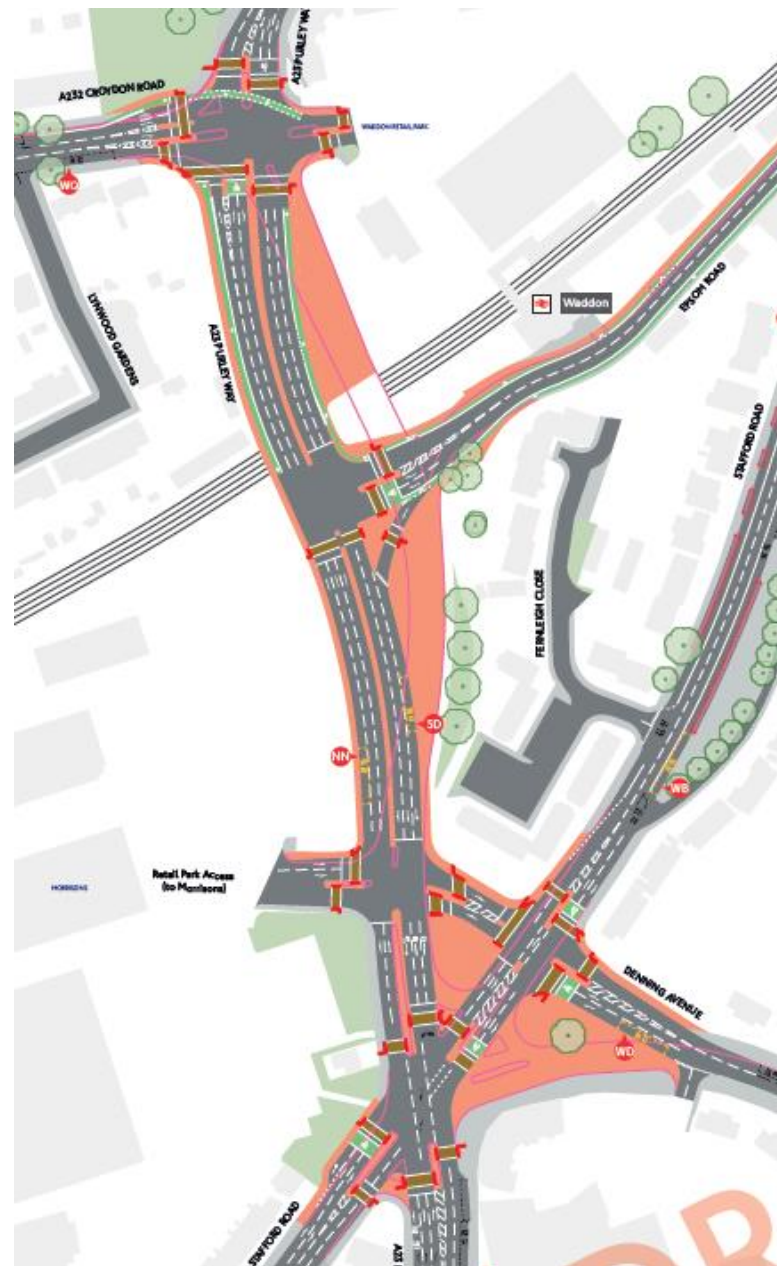 A23 PURLEY WAY
A232 CROYDON ROAD
WADDON RETAIL PARK
WO
LYNWOOD GARDENS
A23 PURLEY WAY
Waddon
EPSOM ROAD
STAFFORD ROAD
FERNLEIGH CLOSE
SD
NN
WB
Retail Park Access
(to Morrisons)
MORRISONS
DENNING AVENUE
WD
STAFFORD ROAD
A23